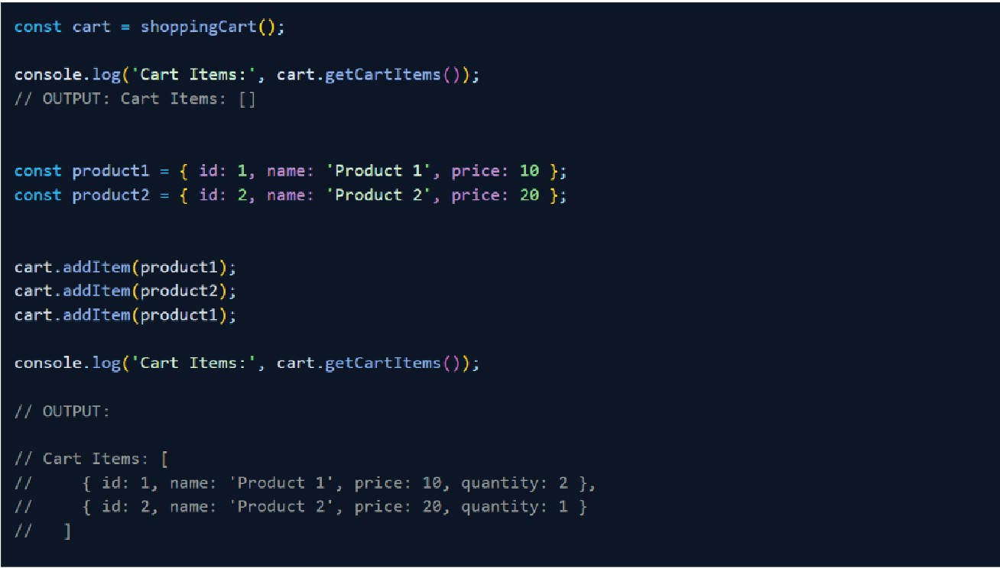 const cart = shoppingCart();
console.log('Cart Items:', cart.getCartItems());
// OUTPUT: Cart Items: []
const product1 = { id: 1, name: 'Product 1', price: 10 };
const product2 = { id: 2, name: 'Product 2', price: 20 };
cart.addItem(product1);
cart.addItem(product2);
cart.addItem(product1);
console.log('Cart Items:', cart.getCartItems());
// OUTPUT:
// Cart Items: [
//     { id: 1, name: 'Product 1', price: 10, quantity: 2 },
//     { id: 2, name: 'Product 2', price: 20, quantity: 1 }
//   ]